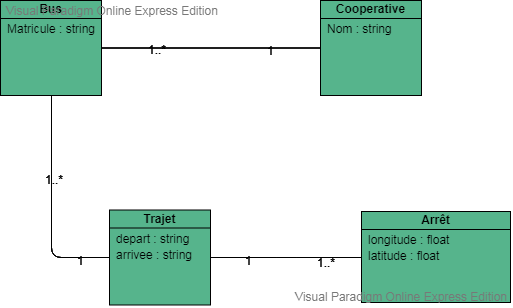 Visual Paradigm Online Express Edition
Bus
Matricule : string
Cooperative
Nom : string
1..*
1
1..*
1
Trajet
depart : string
arrivee : string
1
1..*
Arrêt
longitude : float
latitude : float
Visual Paradigm Online Express Edition